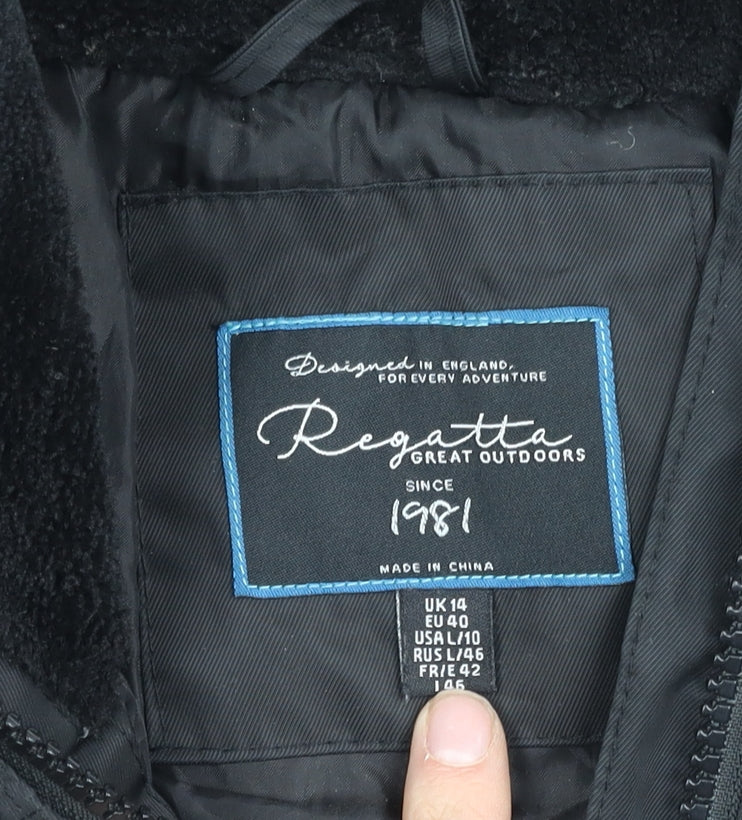 Designed IN ENGLAND,
FOR EVERY ADVENTURE
Regatta
GREAT OUTDOORS
SINCE
1981
MADE IN CHINA
UK 14
EU 40
USA L/10
RUS L/46
FR/E 42
I 46